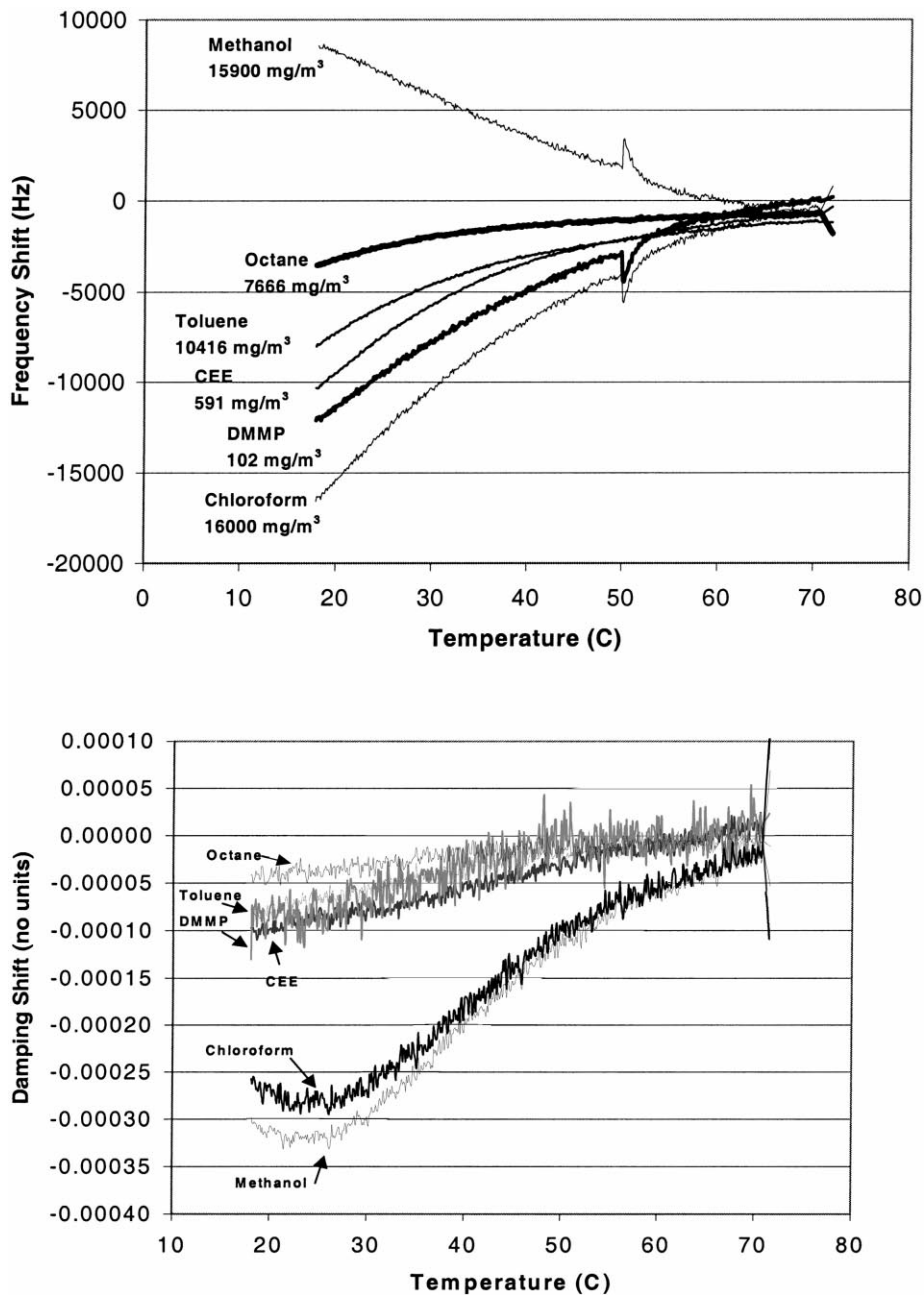 10000
5000
0
-5000
-10000
-15000
-20000
Frequency Shift (Hz)
Methanol
15900 mg/m³
Octane
7666 mg/m³
Toluene
10416 mg/m³
CEE
591 mg/m³
DMMP
102 mg/m³
Chloroform
16000 mg/m³
0 10 20 30 40 50 60 70 80
Temperature (C)
0.00010
0.00005
0.00000
-0.00005
-0.00010
-0.00015
-0.00020
-0.00025
-0.00030
-0.00035
-0.00040
Damping Shift (no units)
Octane
Toluene
DMMP
CEE
Chloroform
Methanol
10 20 30 40 50 60 70 80
Temperature (C)